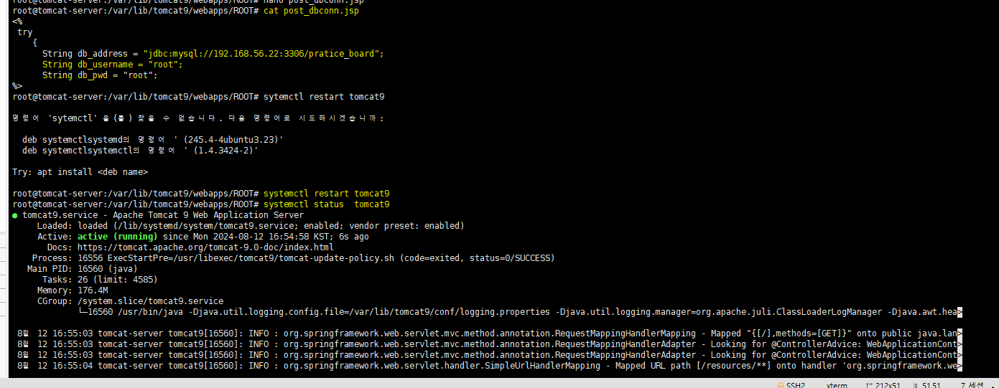 root@tomcat-server:/var/lib/tomcat9/webapps/ROOT# nano post_dbconn.jsp
root@tomcat-server:/var/lib/tomcat9/webapps/ROOT# cat post_dbconn.jsp
<%
 try
    {
      String db_address = "jdbc:mysql://192.168.56.22:3306/pratice_board";
      String db_username = "root";
      String db_pwd = "root";
%>
root@tomcat-server:/var/lib/tomcat9/webapps/ROOT# sytemctl restart tomcat9
명령어 'sytemctl' 을(를) 찾을 수 없습니다. 다음 명령어로 시도하시겠습니까:
  deb systemctlsystemd의 명령어 ' (245.4-4ubuntu3.23)'
  deb systemctlsystemctl의 명령어 ' (1.4.3424-2)'
Try: apt install <deb name>
root@tomcat-server:/var/lib/tomcat9/webapps/ROOT# systemctl restart tomcat9
root@tomcat-server:/var/lib/tomcat9/webapps/ROOT# systemctl status  tomcat9
● tomcat9.service - Apache Tomcat 9 Web Application Server
     Loaded: loaded (/lib/systemd/system/tomcat9.service; enabled; vendor preset: enabled)
     Active: active (running) since Mon 2024-08-12 16:54:58 KST; 6s ago
       Docs: https://tomcat.apache.org/tomcat-9.0-doc/index.html
    Process: 16556 ExecStartPre=/usr/libexec/tomcat9/tomcat-update-policy.sh (code=exited, status=0/SUCCESS)
   Main PID: 16560 (java)
      Tasks: 26 (limit: 4585)
     Memory: 176.4M
     CGroup: /system.slice/tomcat9.service
             └─16560 /usr/bin/java -Djava.util.logging.config.file=/var/lib/tomcat9/conf/logging.properties -Djava.util.logging.manager=org.apache.juli.ClassLoaderLogManager -Djava.awt.hea>
 8월  12 16:55:03 tomcat-server tomcat9[16560]: INFO : org.springframework.web.servlet.mvc.method.annotation.RequestMappingHandlerMapping - Mapped "{[/],methods=[GET]}" onto public java.lan>
 8월  12 16:55:03 tomcat-server tomcat9[16560]: INFO : org.springframework.web.servlet.mvc.method.annotation.RequestMappingHandlerAdapter - Looking for @ControllerAdvice: WebApplicationCont>
 8월  12 16:55:03 tomcat-server tomcat9[16560]: INFO : org.springframework.web.servlet.mvc.method.annotation.RequestMappingHandlerAdapter - Looking for @ControllerAdvice: WebApplicationCont>
 8월  12 16:55:04 tomcat-server tomcat9[16560]: INFO : org.springframework.web.servlet.handler.SimpleUrlHandlerMapping - Mapped URL path [/resources/**] onto handler 'org.springframework.we>
SSH2 xterm 212x51 51,51 7 세션